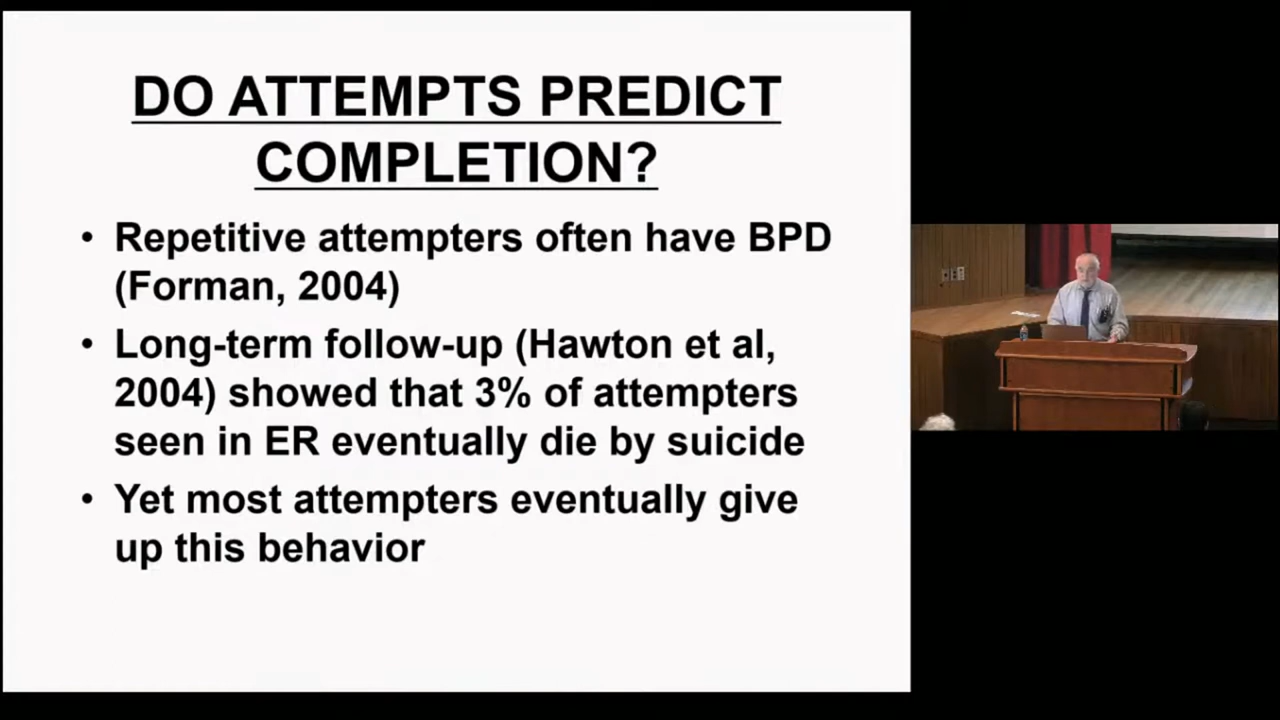 DO ATTEMPTS PREDICT
COMPLETION?
• Repetitive attempters often have BPD
(Forman, 2004)
• Long-term follow-up (Hawton et al,
2004) showed that 3% of attempters
seen in ER eventually die by suicide
• Yet most attempters eventually give
up this behavior